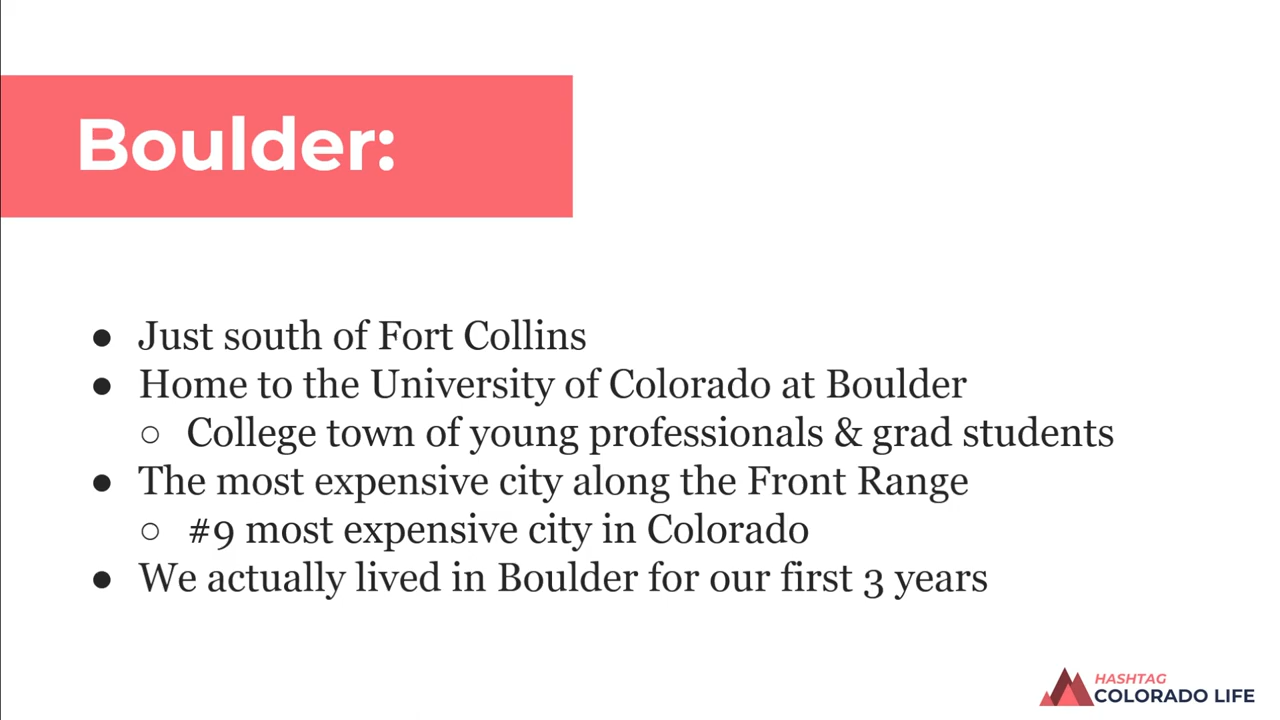 Boulder:
● Just south of Fort Collins
● Home to the University of Colorado at Boulder
○ College town of young professionals & grad students
● The most expensive city along the Front Range
○ #9 most expensive city in Colorado
● We actually lived in Boulder for our first 3 years
HASHTAG
COLORADO LIFE